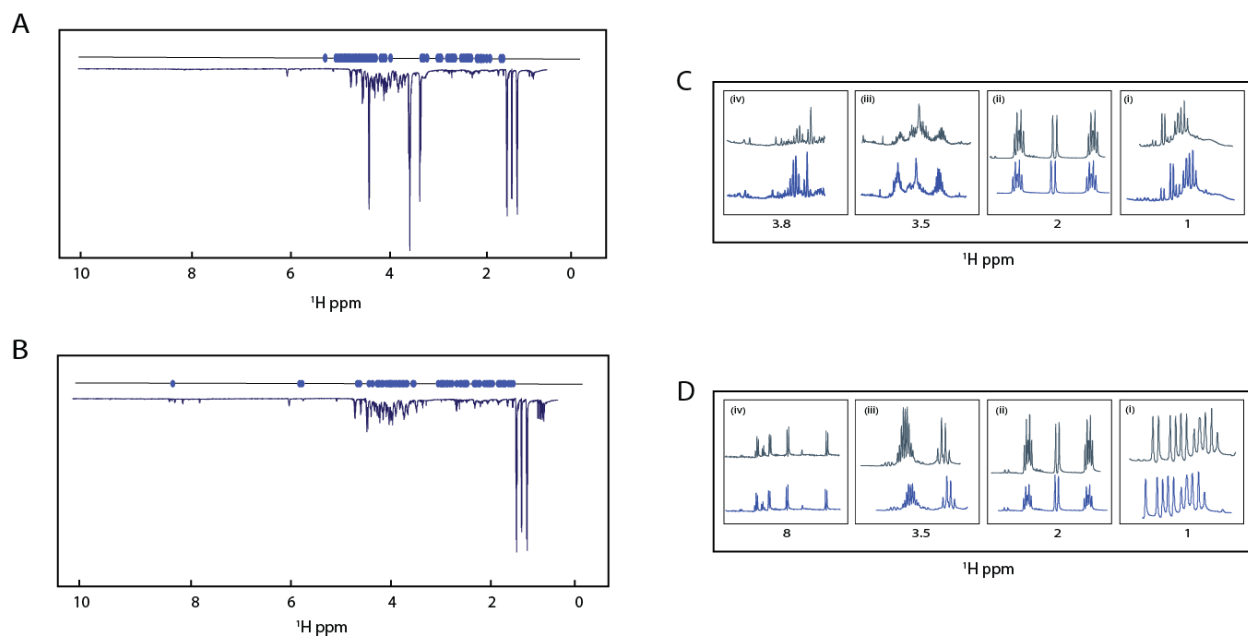 A
10 8 6 4 2 0
¹H ppm
B
10 8 6 4 2 0
¹H ppm
C
(iv) (iii) (ii) (i)
3.8 3.5 2 1
¹H ppm
D
(iv) (iii) (ii) (i)
8 3.5 2 1
¹H ppm